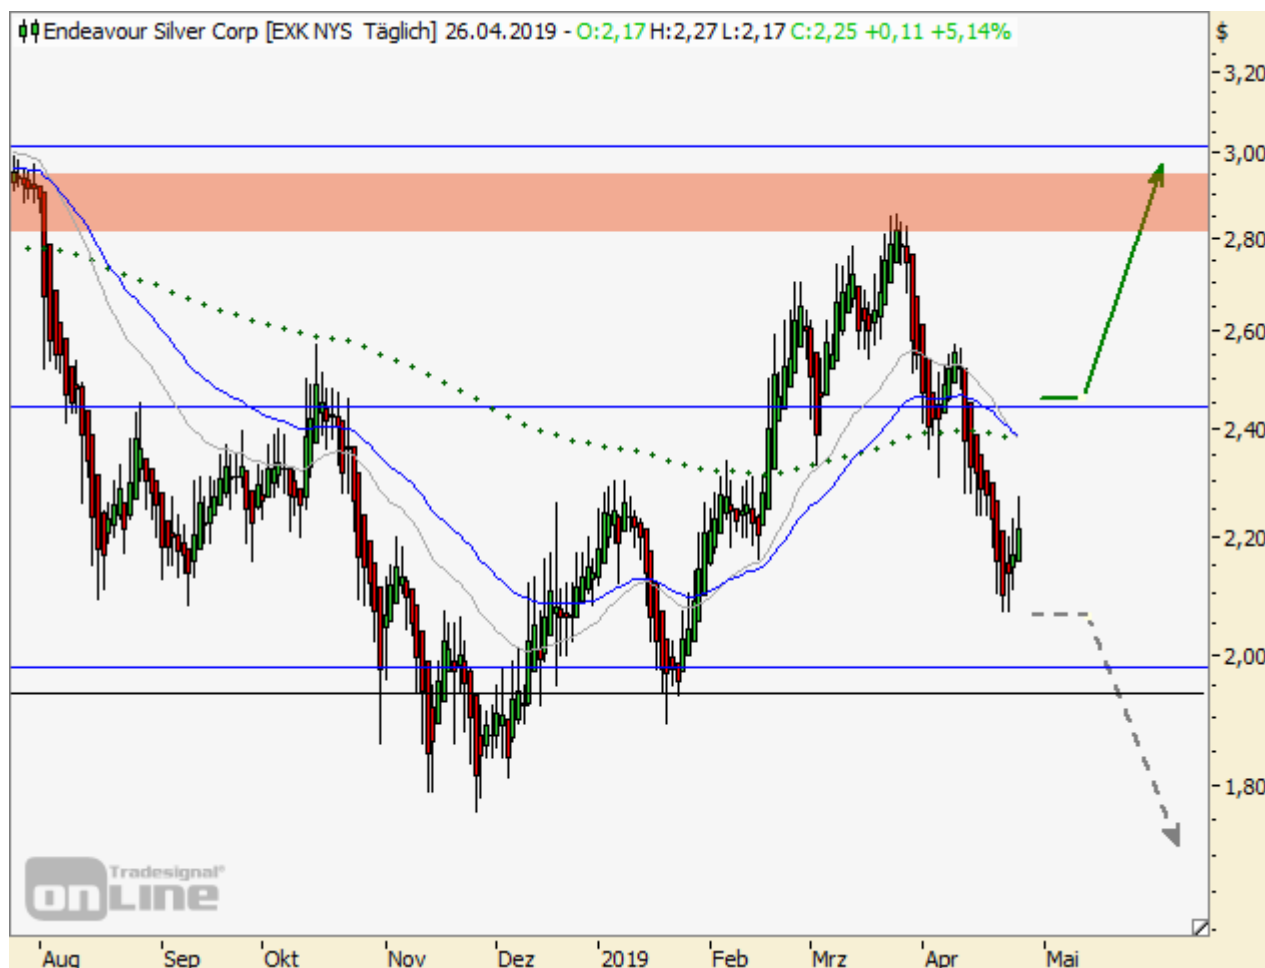 Endeavour Silver Corp [EXK NYS Täglich] 26.04.2019 - O:2,17 H:2,27 L:2,17 C:2,25 +0,11 +5,14%
$
3,20
3,00
2,80
2,60
2,40
2,20
2,00
1,80
Tradesignal®
onLine
Aug Sep Okt Nov Dez 2019 Feb Mrz Apr Mai